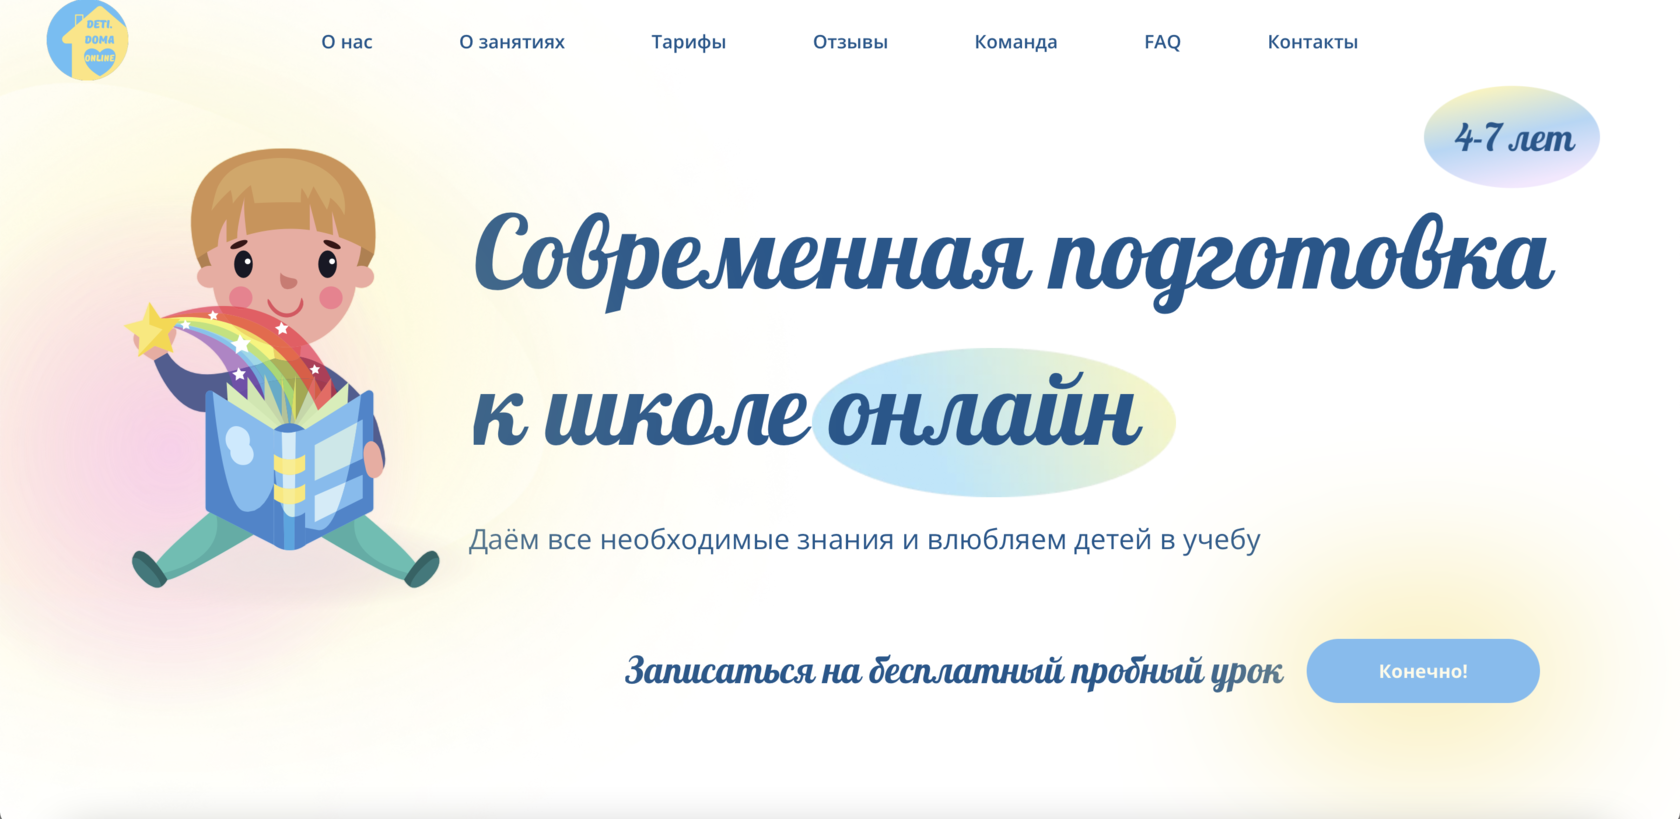 DETI.
DOMA
ONLINE
О нас
О занятиях
Тарифы
Отзывы
Команда
FAQ
Контакты
4-7 лет
Современная подготовка
к школе онлайн
Даём все необходимые знания и влюбляем детей в учебу
Записаться на бесплатный пробный урок
Конечно!